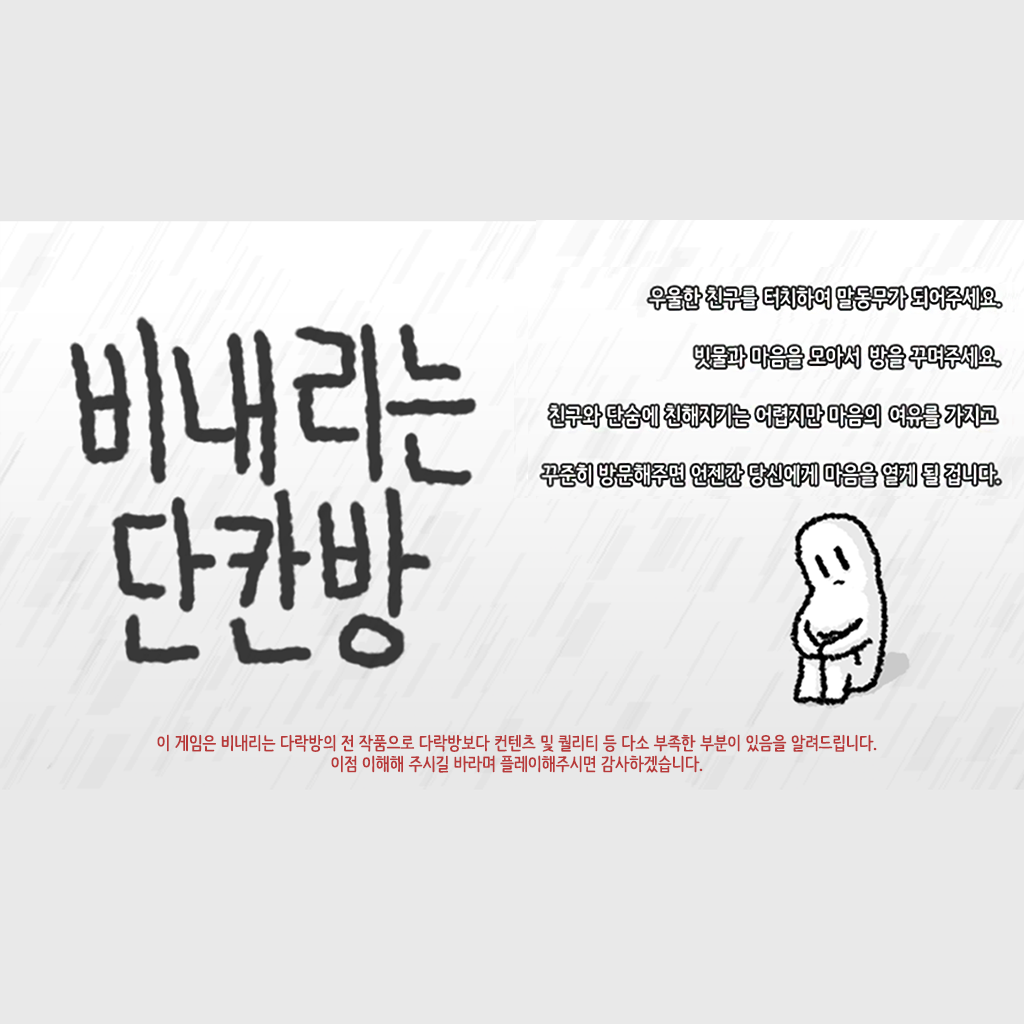 비내리는
단칸방
우울한 친구를 터치하여 말동무가 되어주세요.
빗물과 마음을 모아서 방을 꾸며주세요.
친구와 단숨에 친해지기는 어렵지만 마음의 여유를 가지고
꾸준히 방문해주면 언젠간 당신에게 마음을 열게 될 겁니다.
이 게임은 비내리는 다락방의 전 작품으로 다락방보다 컨텐츠 및 퀄리티 등 다소 부족한 부분이 있음을 알려드립니다.
이점 이해해 주시길 바라며 플레이해주시면 감사하겠습니다.